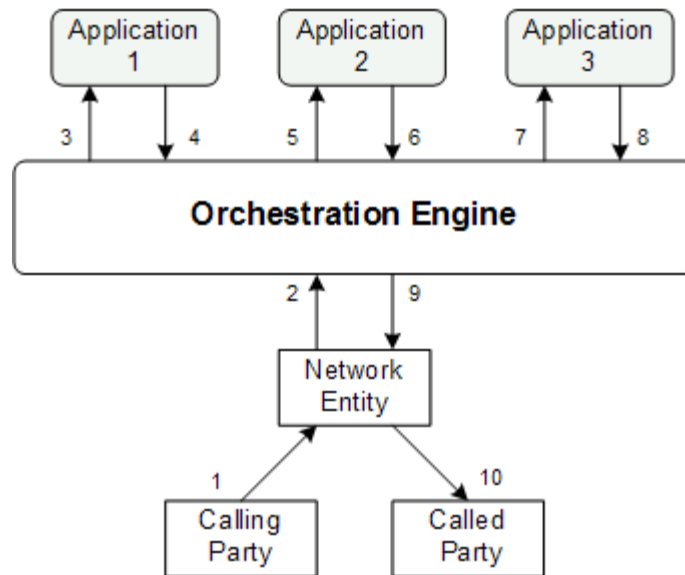 Application
1
Application
2
Application
3
3
4
5
6
7
8
Orchestration Engine
2
9
Network
Entity
1
10
Calling
Party
Called
Party